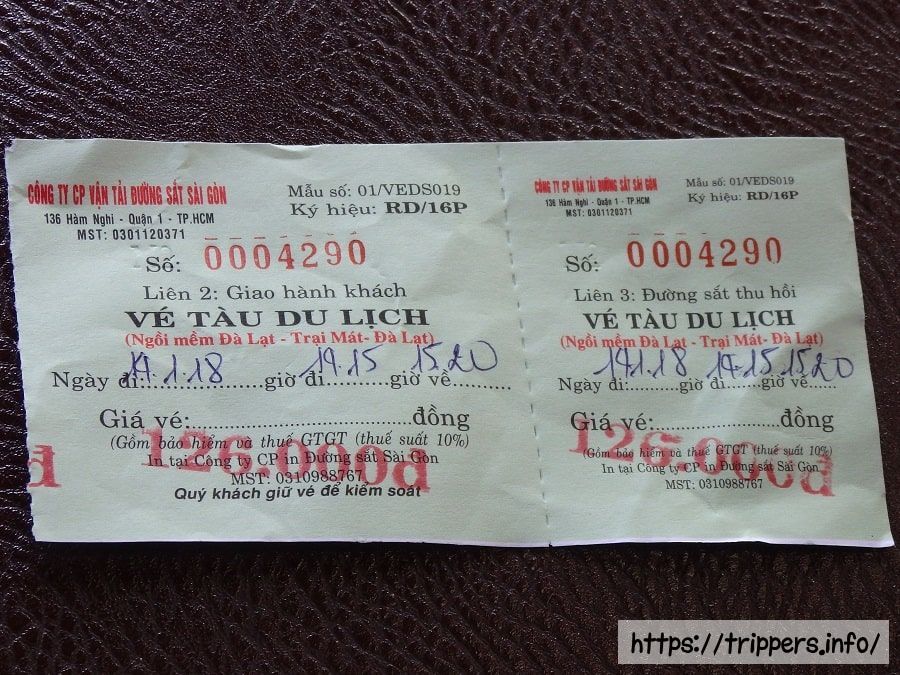 CÔNG TY CP VẬN TẢI ĐƯỜNG SẮT SÀI GÒN
136 Hàm Nghi - Quận 1 - TP.HCM
MST: 0301120371
Mẫu số: 01/VEDS019
Ký hiệu: RD/16P
Số: 0004290
Liên 2: Giao hành khách
VÉ TÀU DU LỊCH
(Ngồi mềm Đà Lạt - Trại Mát- Đà Lạt)
Ngày đi:14.1.18 giờ đi 14.15 giờ về 15.20
Giá vé: đồng
126.000đ
(Gồm bảo hiểm và thuế GTGT (thuế suất 10%)
In tại Công ty CP in Đường sắt Sài Gòn
MST: 0310988767
Quý khách giữ vé để kiểm soát
CÔNG TY CP VẬN TẢI ĐƯỜNG SẮT SÀI GÒN
136 Hàm Nghi - Quận 1 - TP.HCM
MST: 0301120371
Mẫu số: 01/VEDS019
Ký hiệu: RD/16P
Số: 0004290
Liên 3: Đường sắt thu hồi
VÉ TÀU DU LỊCH
(Ngồi mềm Đà Lạt - Trại Mát- Đà Lạt)
Ngày đi: 14.1.18 giờ đi 14.15 giờ về 15.20
Giá vé: đồng
126.000đ
(Gồm bảo hiểm và thuế GTGT (thuế suất 10%)
In tại Công ty CP in Đường sắt Sài Gòn
MST: 0310988767
https://trippers.info/